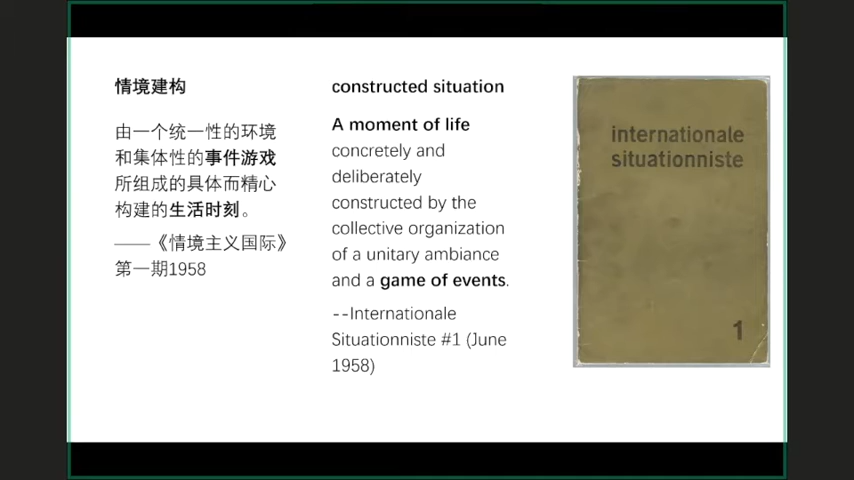 情境建构
由一个统一性的环境
和集体性的事件游戏
所组成的具体而精心
构建的生活时刻。
——《情境主义国际》
第一期1958
constructed situation
A moment of life
concretely and
deliberately
constructed by the
collective organization
of a unitary ambiance
and a game of events.
--Internationale
Situationniste #1 (June
1958)
internationale
situationniste
1